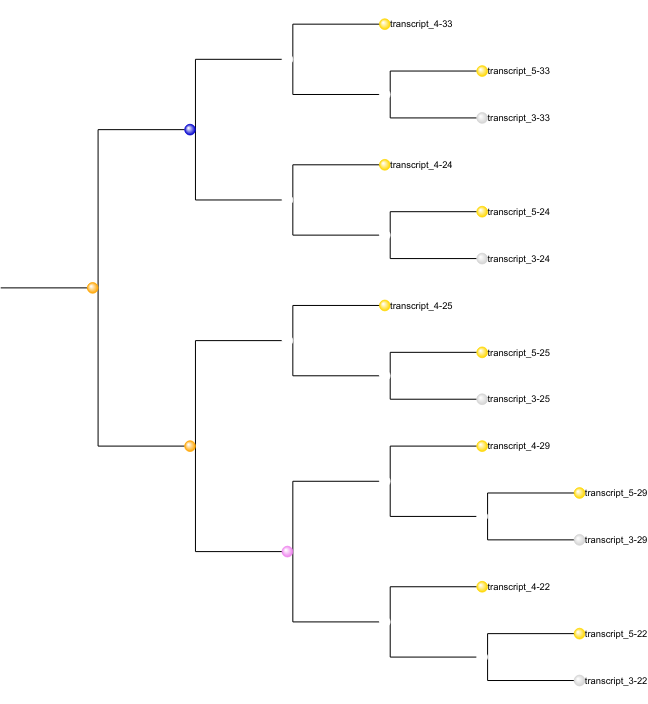 transcript_4-33
transcript_5-33
transcript_3-33
transcript_4-24
transcript_5-24
transcript_3-24
transcript_4-25
transcript_5-25
transcript_3-25
transcript_4-29
transcript_5-29
transcript_3-29
transcript_4-22
transcript_5-22
transcript_3-22